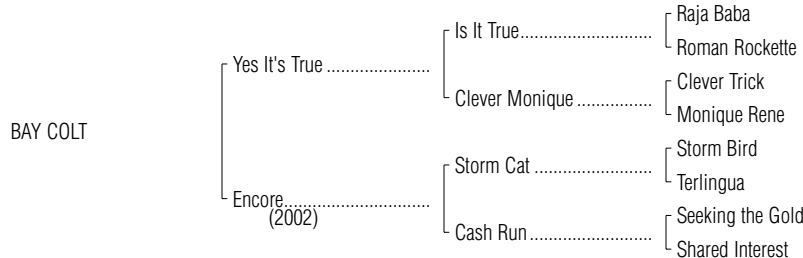 Raja Baba
Is It True..............................
Roman Rockette
Yes It's True .......................
Clever Trick
Clever Monique .................
Monique Rene
BAY COLT
Storm Bird
Storm Cat ...........................
Terlingua
Encore.................................
(2002)
Seeking the Gold
Cash Run ............................
Shared Interest